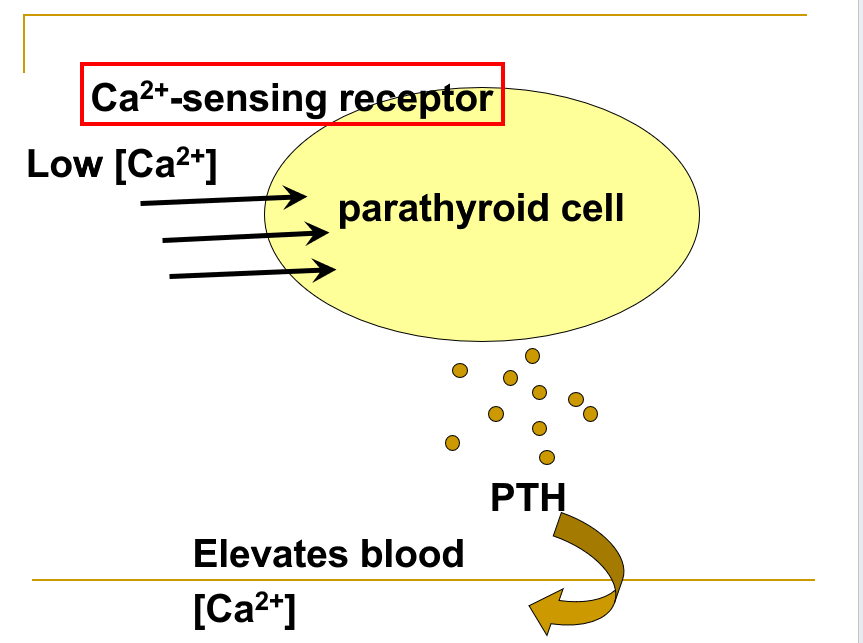 Ca²⁺-sensing receptor
Low [Ca²⁺]
parathyroid cell
PTH
Elevates blood
[Ca²⁺]